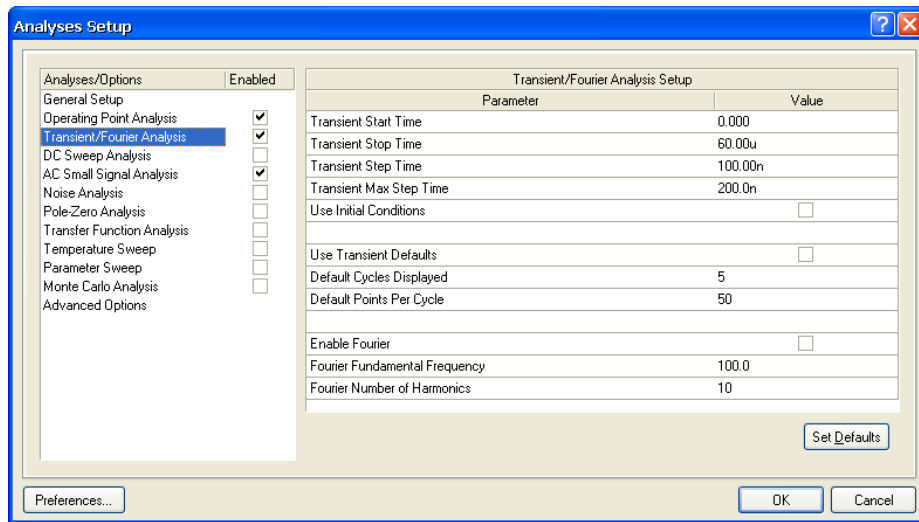 Analyses Setup
Analyses/Options Enabled
General Setup
Operating Point Analysis
Transient/Fourier Analysis
DC Sweep Analysis
AC Small Signal Analysis
Noise Analysis
Pole-Zero Analysis
Transfer Function Analysis
Temperature Sweep
Parameter Sweep
Monte Carlo Analysis
Advanced Options
Transient/Fourier Analysis Setup
Parameter Value
Transient Start Time 0.000
Transient Stop Time 60.00u
Transient Step Time 100.00n
Transient Max Step Time 200.0n
Use Initial Conditions
Use Transient Defaults
Default Cycles Displayed 5
Default Points Per Cycle 50
Enable Fourier
Fourier Fundamental Frequency 100.0
Fourier Number of Harmonics 10
Set Defaults
Preferences... OK Cancel